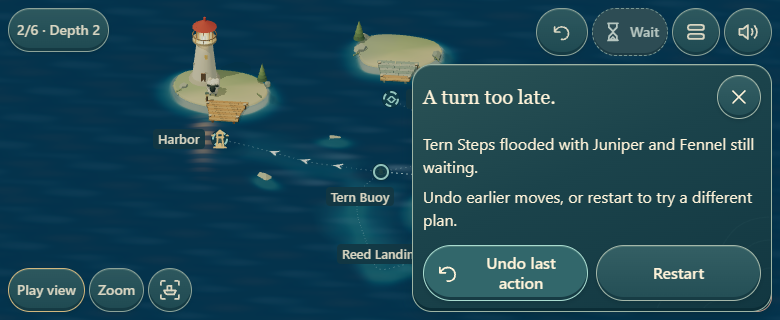 2/6 · Depth 2
Wait
A turn too late.
Tern Steps flooded with Juniper and Fennel still
waiting.
Undo earlier moves, or restart to try a different
plan.
Undo last
action
Restart
Harbor
Tern Buoy
Reed Landin
Play view
Zoom